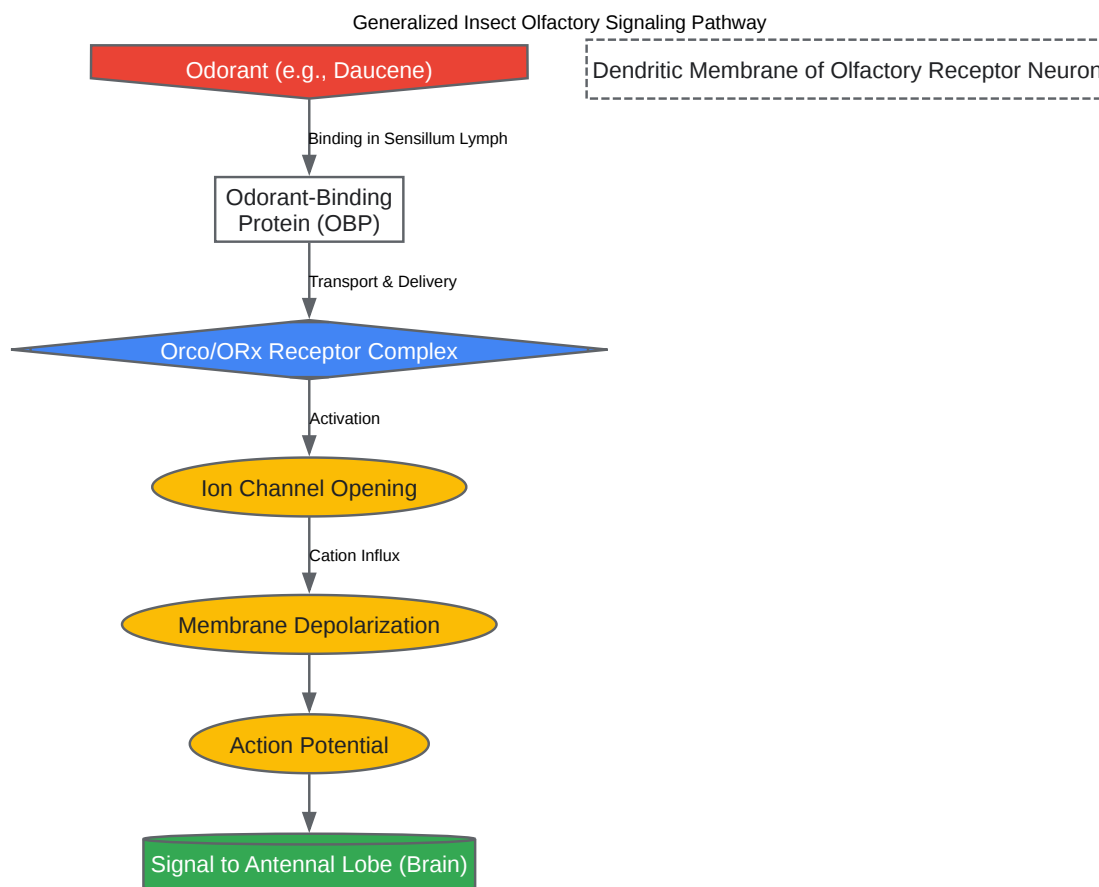 Generalized Insect Olfactory Signaling Pathway
Odorant (e.g., Daucene)
Dendritic Membrane of Olfactory Receptor Neuron
Binding in Sensillum Lymph
Odorant-Binding
Protein (OBP)
Transport & Delivery
Orco/ORx Receptor Complex
Activation
Ion Channel Opening
Cation Influx
Membrane Depolarization
Action Potential
Signal to Antennal Lobe (Brain)